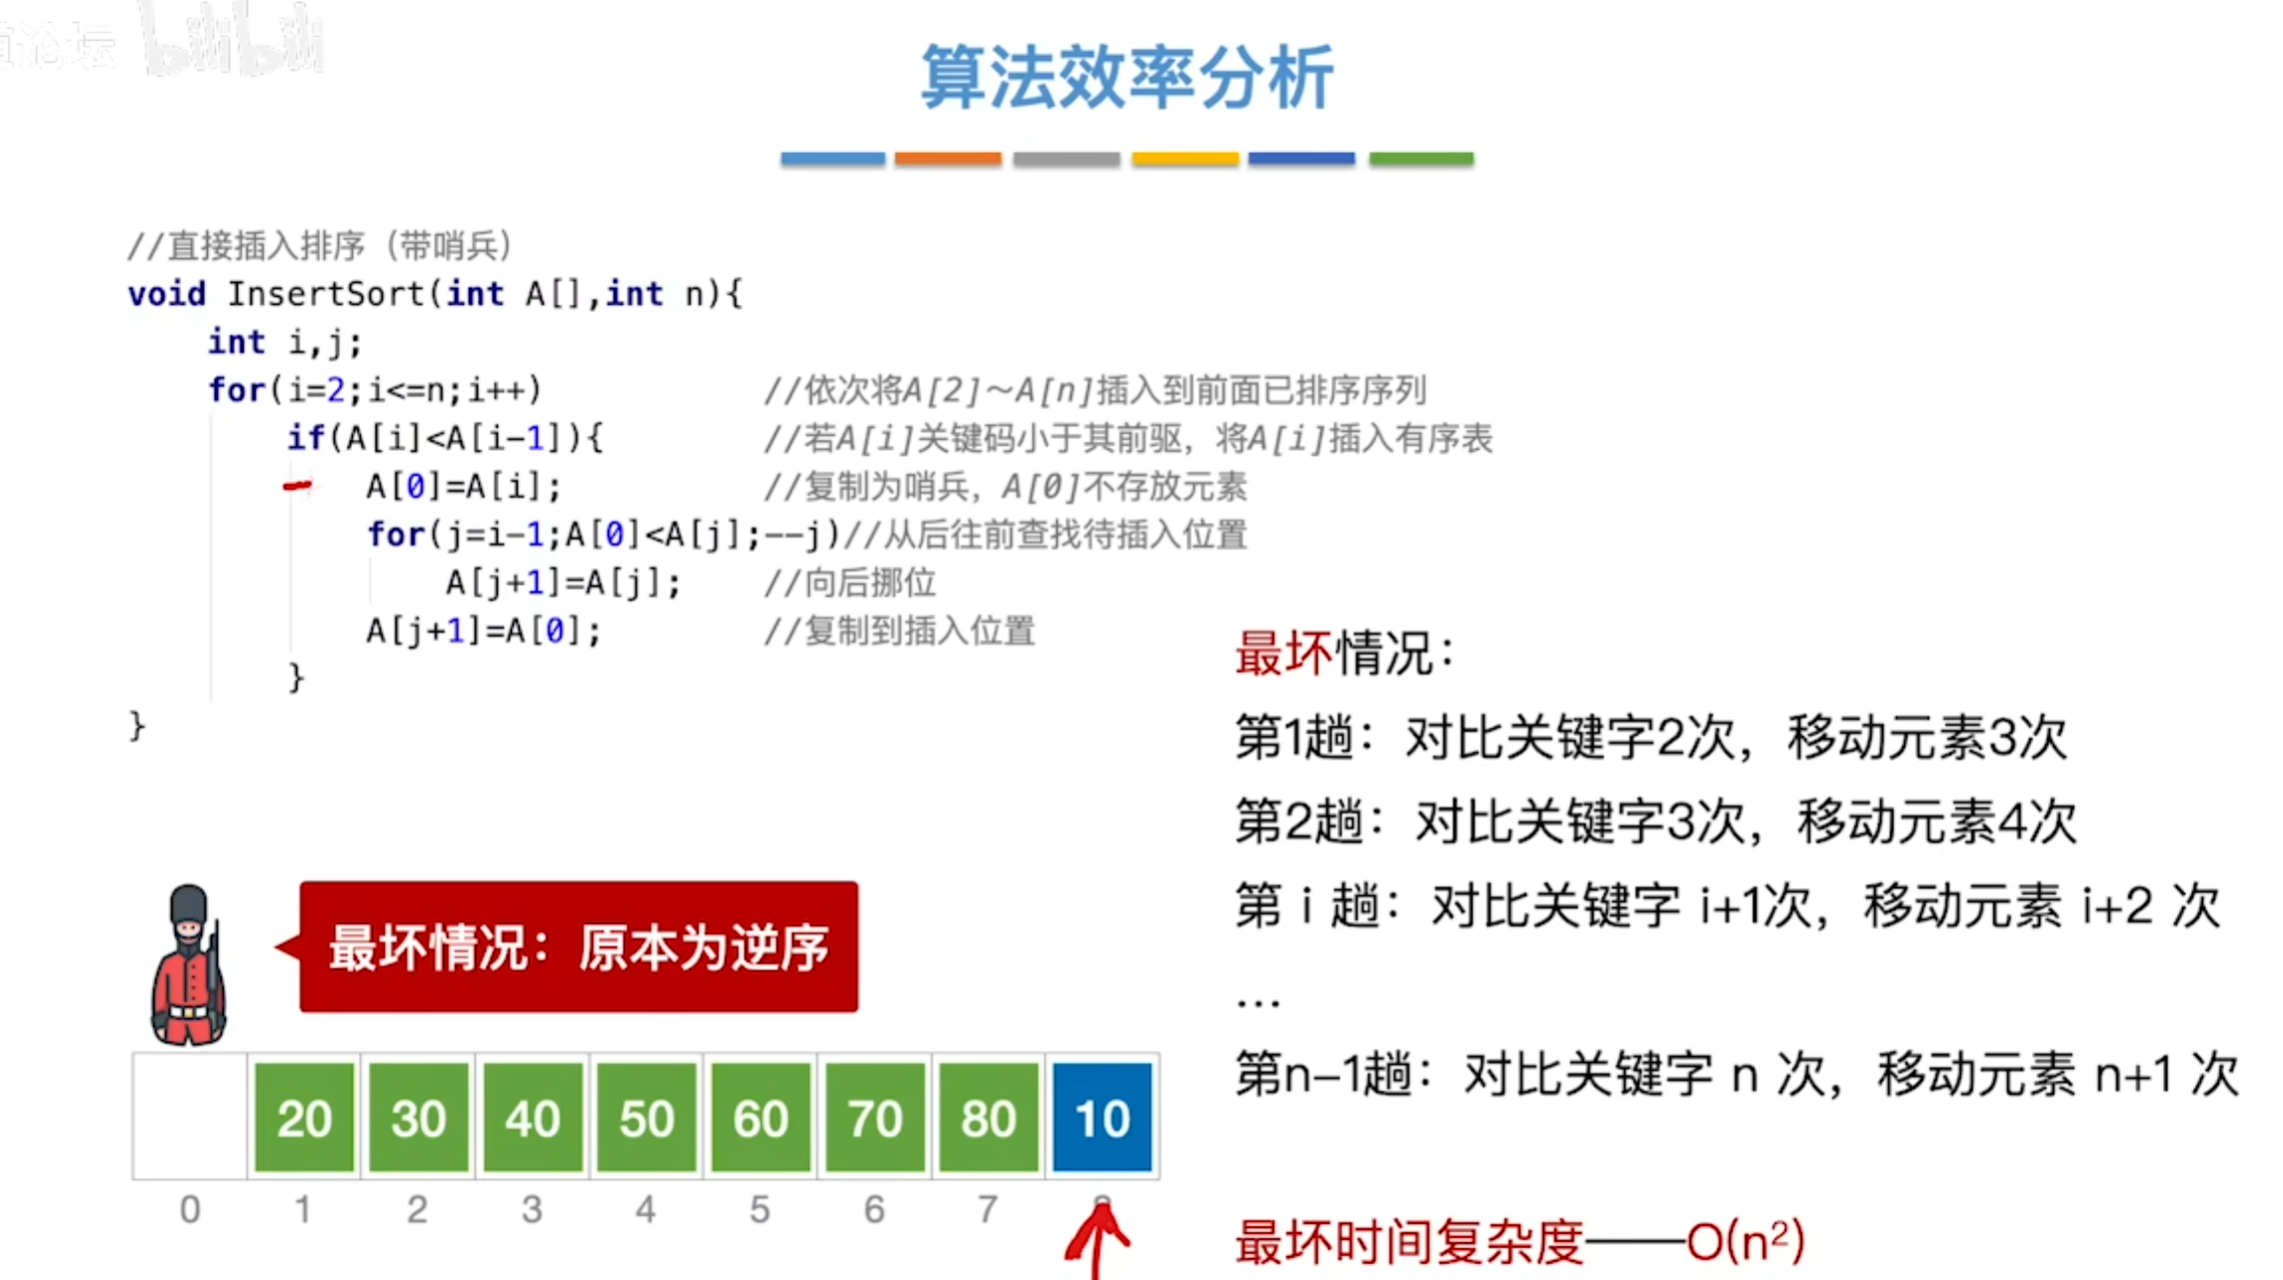 论坛 bilibili
算法效率分析
//直接插入排序（带哨兵）
void InsertSort(int A[],int n){
    int i,j;
    for(i=2;i<=n;i++)    //依次将A[2]～A[n]插入到前面已排序序列
        if(A[i]<A[i-1]){    //若A[i]关键码小于其前驱，将A[i]插入有序表
            A[0]=A[i];    //复制为哨兵，A[0]不存放元素
            for(j=i-1;A[0]<A[j];--j)//从后往前查找待插入位置
                A[j+1]=A[j];    //向后挪位
            A[j+1]=A[0];    //复制到插入位置
        }
}
最坏情况：
第1趟：对比关键字2次，移动元素3次
第2趟：对比关键字3次，移动元素4次
第 i 趟：对比关键字 i+1次，移动元素 i+2 次
…
第n-1趟：对比关键字 n 次，移动元素 n+1 次
最坏时间复杂度——O(n²)
最坏情况：原本为逆序
20 30 40 50 60 70 80 10
0 1 2 3 4 5 6 7